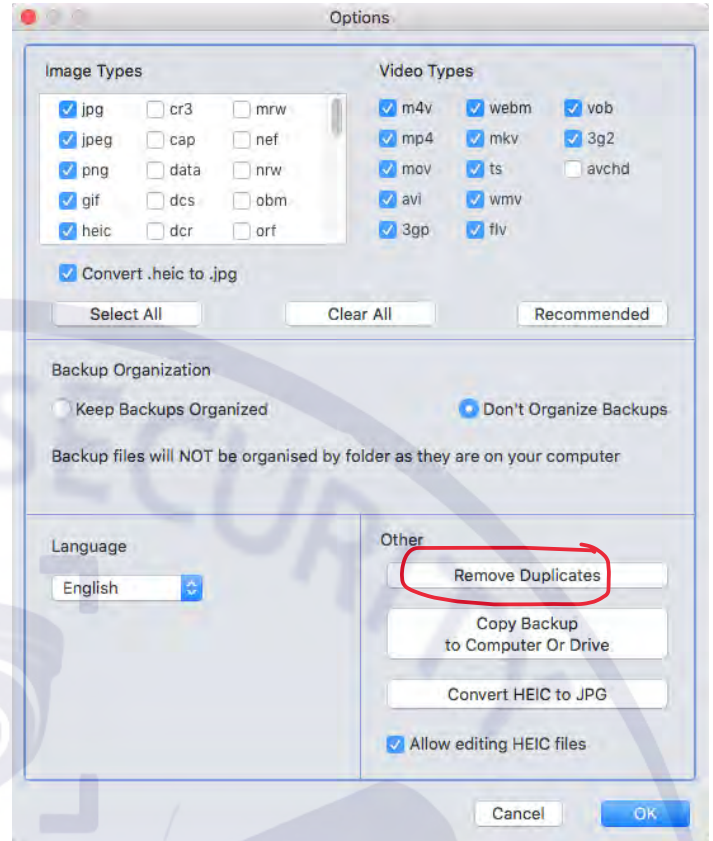 Options
Image Types
Video Types
jpg cr3 mrw
jpeg cap nef
png data nrw
gif dcs obm
heic dcr orf
m4v webm vob
mp4 mkv 3g2
mov ts avchd
avi wmv
3gp flv
Convert .heic to .jpg
Select All Clear All Recommended
Backup Organization
Keep Backups Organized Don't Organize Backups
Backup files will NOT be organised by folder as they are on your computer
Language
English
Other
Remove Duplicates
Copy Backup
to Computer Or Drive
Convert HEIC to JPG
Allow editing HEIC files
Cancel OK
SECURITY